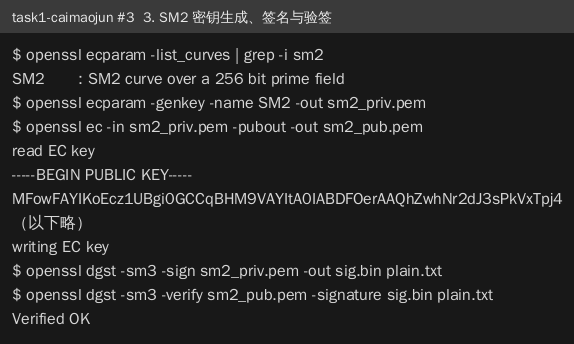 task1-caimaojun #3  3. SM2 密钥生成、签名与验签
$ openssl ecparam -list_curves | grep -i sm2
SM2       : SM2 curve over a 256 bit prime field
$ openssl ecparam -genkey -name SM2 -out sm2_priv.pem
$ openssl ec -in sm2_priv.pem -pubout -out sm2_pub.pem
read EC key
-----BEGIN PUBLIC KEY-----
MFowFAYIKoEcz1UBgi0GCCqBHM9VAYItA0IABDFOerAAQhZwhNr2dJ3sPkVxTpj4
（以下略）
writing EC key
$ openssl dgst -sm3 -sign sm2_priv.pem -out sig.bin plain.txt
$ openssl dgst -sm3 -verify sm2_pub.pem -signature sig.bin plain.txt
Verified OK